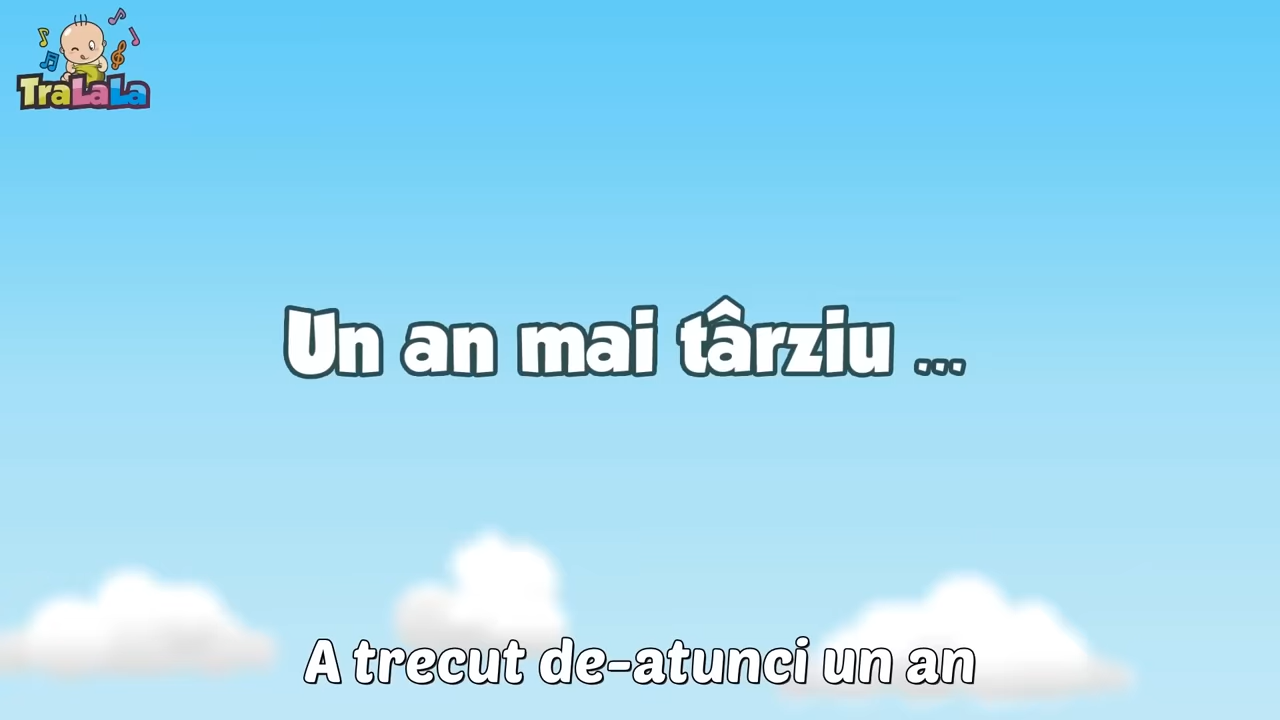 TraLaLa
Un an mai târziu ...
A trecut de-atunci un an